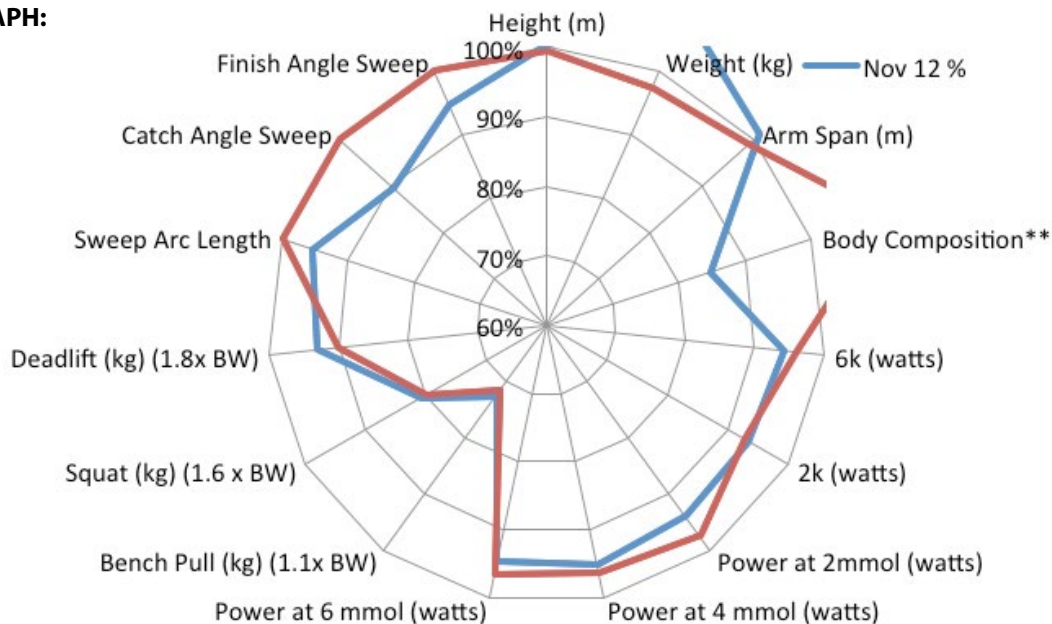 APH:
Height (m)
100%
Finish Angle Sweep
Weight (kg)
Nov 12 %
90%
Catch Angle Sweep
Arm Span (m)
80%
Sweep Arc Length
Body Composition**
70%
60%
Deadlift (kg) (1.8x BW)
6k (watts)
Squat (kg) (1.6 x BW)
2k (watts)
Bench Pull (kg) (1.1x BW)
Power at 2mmol (watts)
Power at 6 mmol (watts)
Power at 4 mmol (watts)